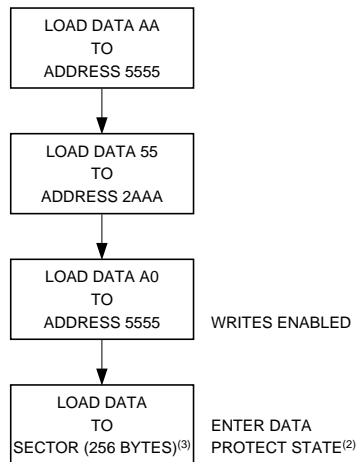 LOAD DATA AA
TO
ADDRESS 5555
LOAD DATA 55
TO
ADDRESS 2AAA
LOAD DATA A0
TO
ADDRESS 5555
WRITES ENABLED
LOAD DATA
TO
SECTOR (256 BYTES)(3)
ENTER DATA
PROTECT STATE(2)